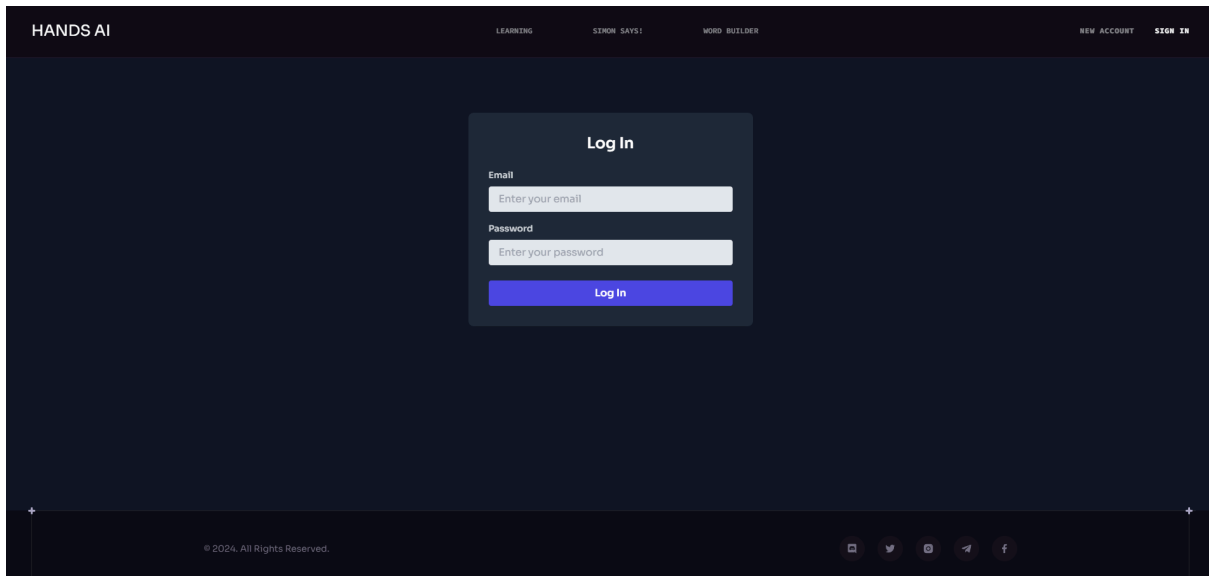 HANDS AI
LEARNING
SIMON SAYS!
WORD BUILDER
NEW ACCOUNT
SIGN IN
Log In
Email
Enter your email
Password
Enter your password
Log In
© 2024. All Rights Reserved.